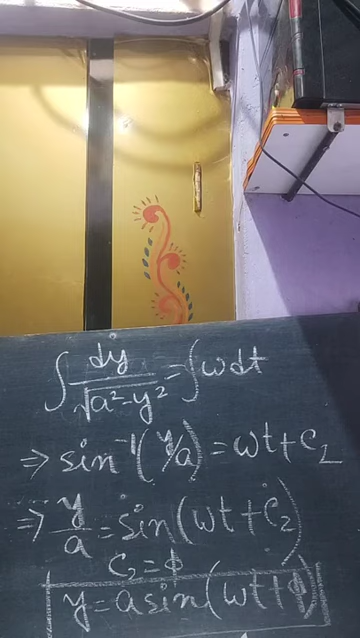 ∫ dy/√(a²-y²) = ∫ωdt
⇒ sin⁻¹(y/a) = ωt + c₂
⇒ y/a = sin(ωt + c₂)
c₂ = ϕ
y = a sin(ωt + ϕ)